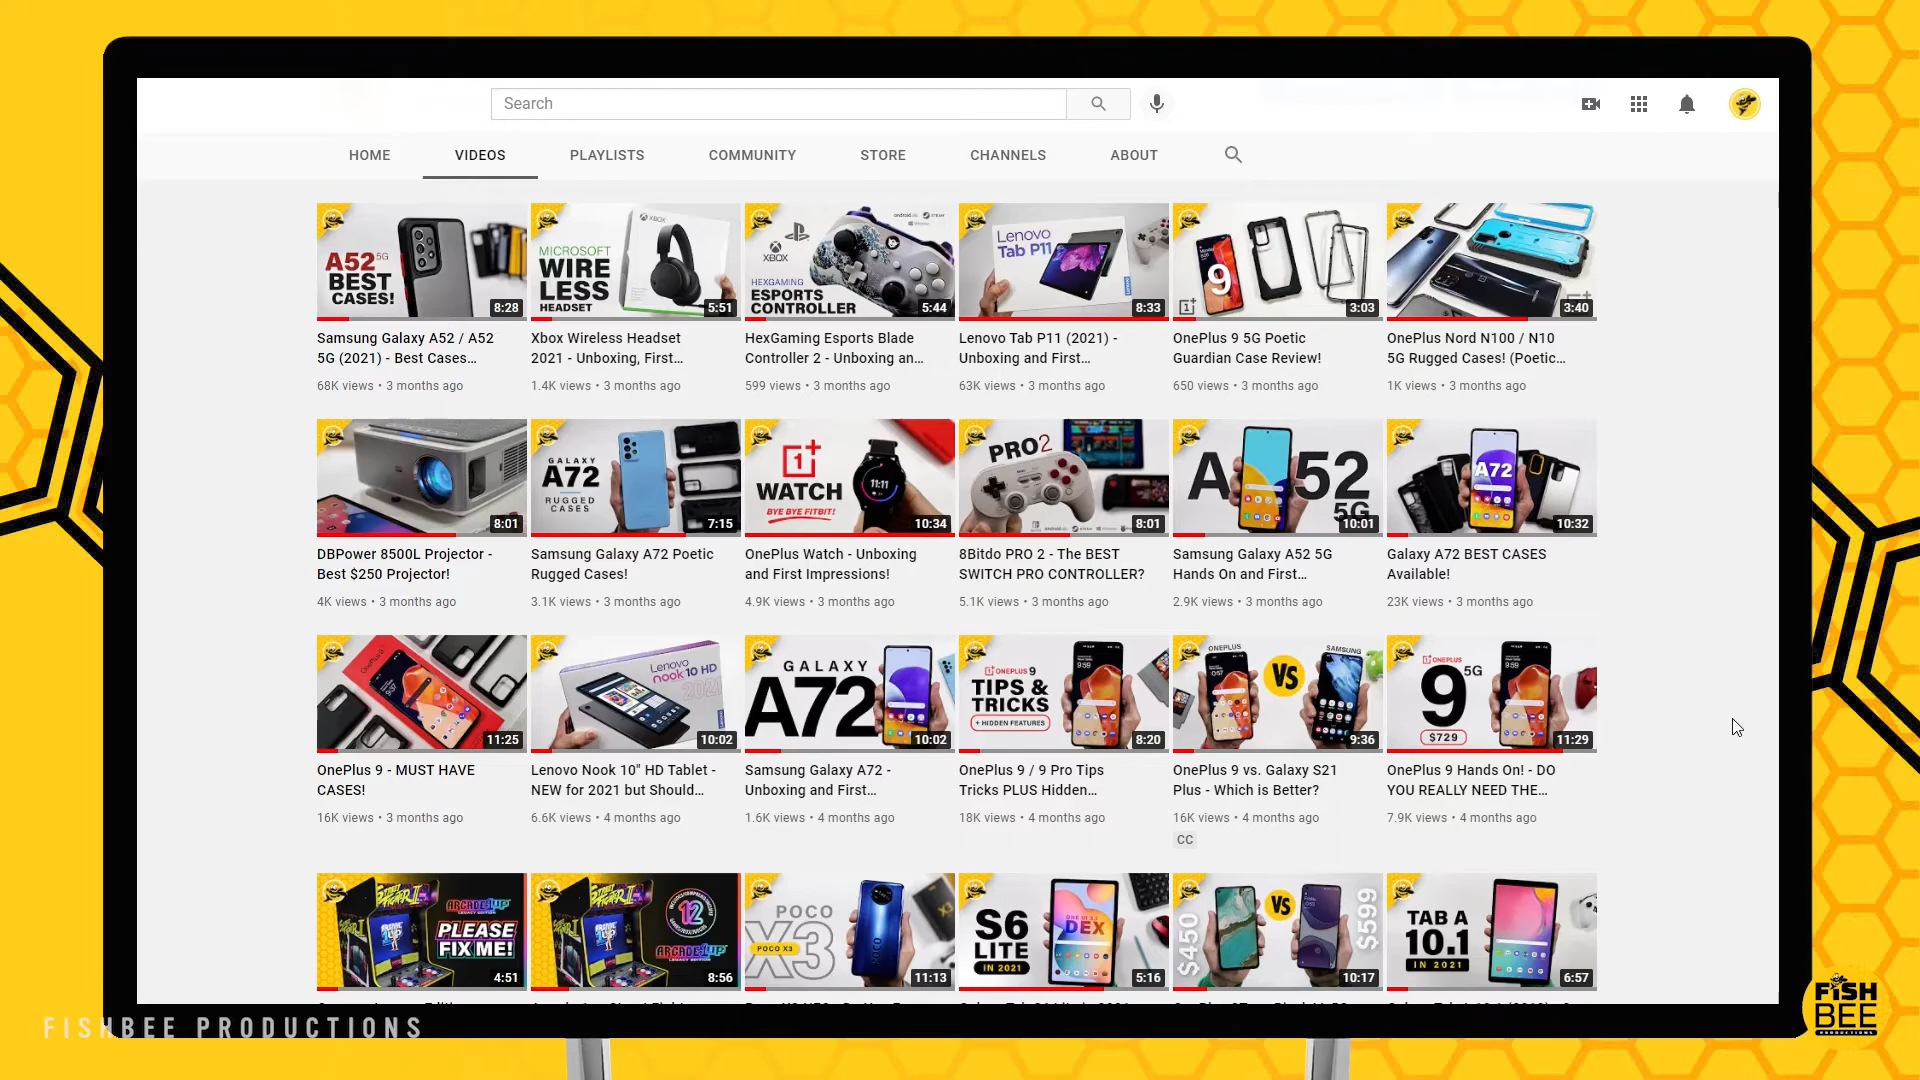 Search
HOME VIDEOS PLAYLISTS COMMUNITY STORE CHANNELS ABOUT
A52 5G
BEST
CASES!
8:28
XBOX
MICROSOFT
WIRE
LESS
HEADSET
5:51
XBOX
HEXGAMING
ESPORTS
CONTROLLER
5:44
Lenovo
Tab P11
8:33
9
3:03
3:40
Samsung Galaxy A52 / A52
5G (2021) - Best Cases...
68K views • 3 months ago
Xbox Wireless Headset
2021 - Unboxing, First...
1.4K views • 3 months ago
HexGaming Esports Blade
Controller 2 - Unboxing an...
599 views • 3 months ago
Lenovo Tab P11 (2021) -
Unboxing and First...
63K views • 3 months ago
OnePlus 9 5G Poetic
Guardian Case Review!
650 views • 3 months ago
OnePlus Nord N100 / N10
5G Rugged Cases! (Poetic...
1K views • 3 months ago
8:01
GALAXY
A72
RUGGED
CASES
7:15
WATCH
BYE BYE FITBIT!
11:11
10:34
PRO2
8:01
A 52
5G
10:01
A72
10:32
DBPower 8500L Projector -
Best $250 Projector!
4K views • 3 months ago
Samsung Galaxy A72 Poetic
Rugged Cases!
3.1K views • 3 months ago
OnePlus Watch - Unboxing
and First Impressions!
4.9K views • 3 months ago
8Bitdo PRO 2 - The BEST
SWITCH PRO CONTROLLER?
5.1K views • 3 months ago
Samsung Galaxy A52 5G
Hands On and First...
2.9K views • 3 months ago
Galaxy A72 BEST CASES
Available!
23K views • 3 months ago
11:25
Lenovo
nook 10 HD
2021
10:02
GALAXY
A72
10:02
ONEPLUS 9
TIPS &
TRICKS
+ HIDDEN FEATURES
8:20
ONEPLUS
VS
SAMSUNG
9:36
ONEPLUS
9 5G
$729
11:29
OnePlus 9 - MUST HAVE
CASES!
16K views • 3 months ago
Lenovo Nook 10" HD Tablet -
NEW for 2021 but Should...
6.6K views • 4 months ago
Samsung Galaxy A72 -
Unboxing and First...
1.6K views • 4 months ago
OnePlus 9 / 9 Pro Tips
Tricks PLUS Hidden...
18K views • 4 months ago
OnePlus 9 vs. Galaxy S21
Plus - Which is Better?
16K views • 4 months ago
CC
OnePlus 9 Hands On! - DO
YOU REALLY NEED THE...
7.9K views • 4 months ago
ARCADE1UP
PLEASE
FIX ME!
4:51
12
ARCADE1UP
8:56
POCO
X3
POCO X3
11:13
S6
LITE
IN 2021
DEX
5:16
$450
VS
$599
10:17
TAB A
10.1
IN 2021
6:57
FISHBEE PRODUCTIONS
FISH
BEE
PRODUCTIONS